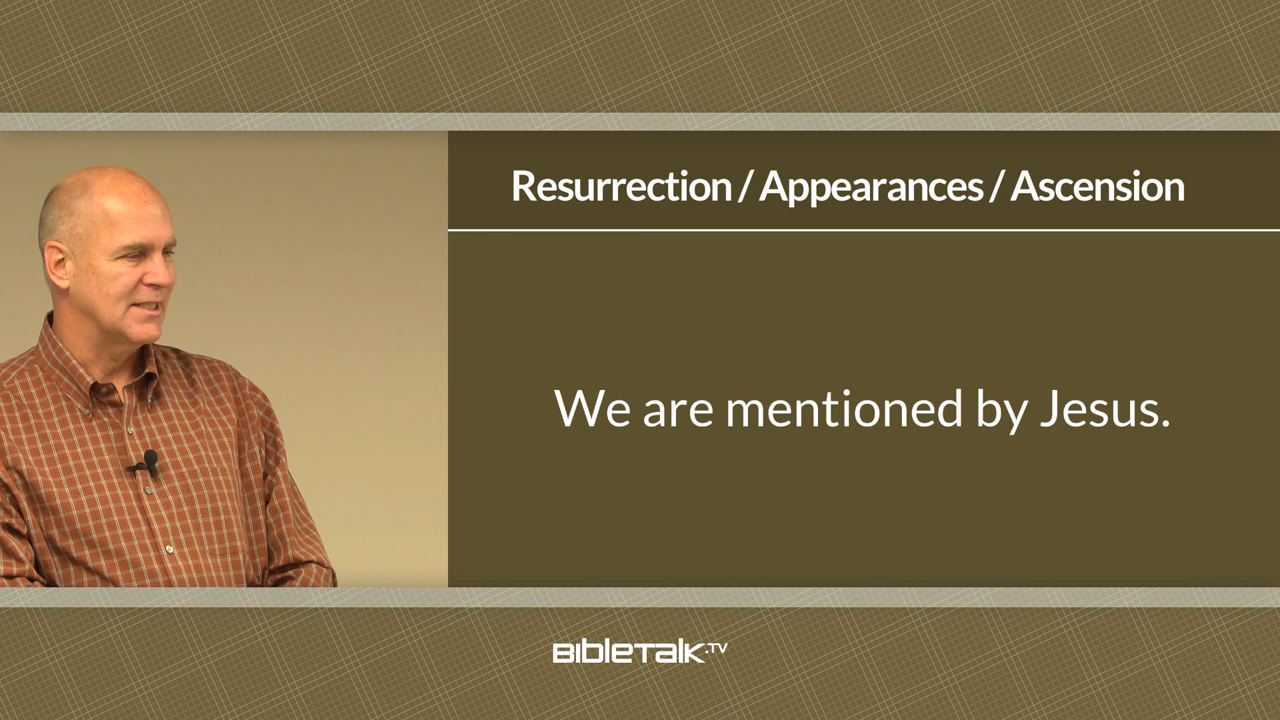 Resurrection / Appearances / Ascension
We are mentioned by Jesus.
BibleTalk.TV